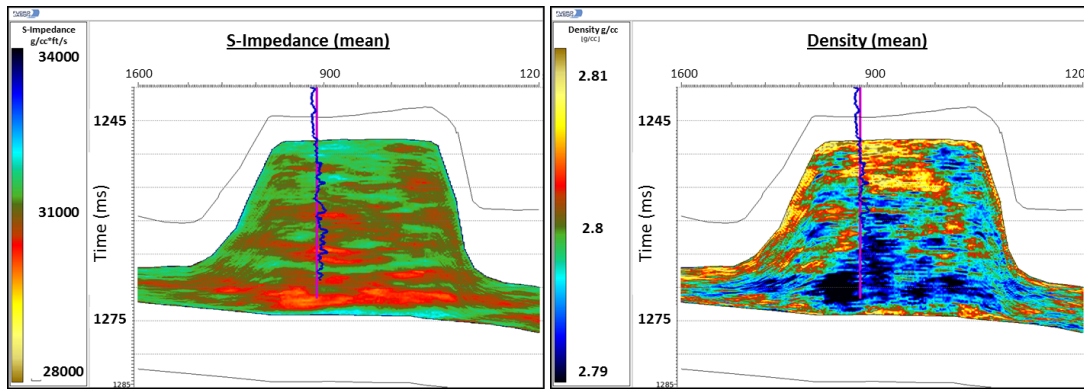 S-Impedance
g/cc*ft/s
34000
31000
28000
S-Impedance (mean)
1600
900
120
1245
Time (ms)
1275
1285
Density g/cc
(g/cc)
2.81
2.8
2.79
Density (mean)
1600
900
120
1245
Time (ms)
1275
1285